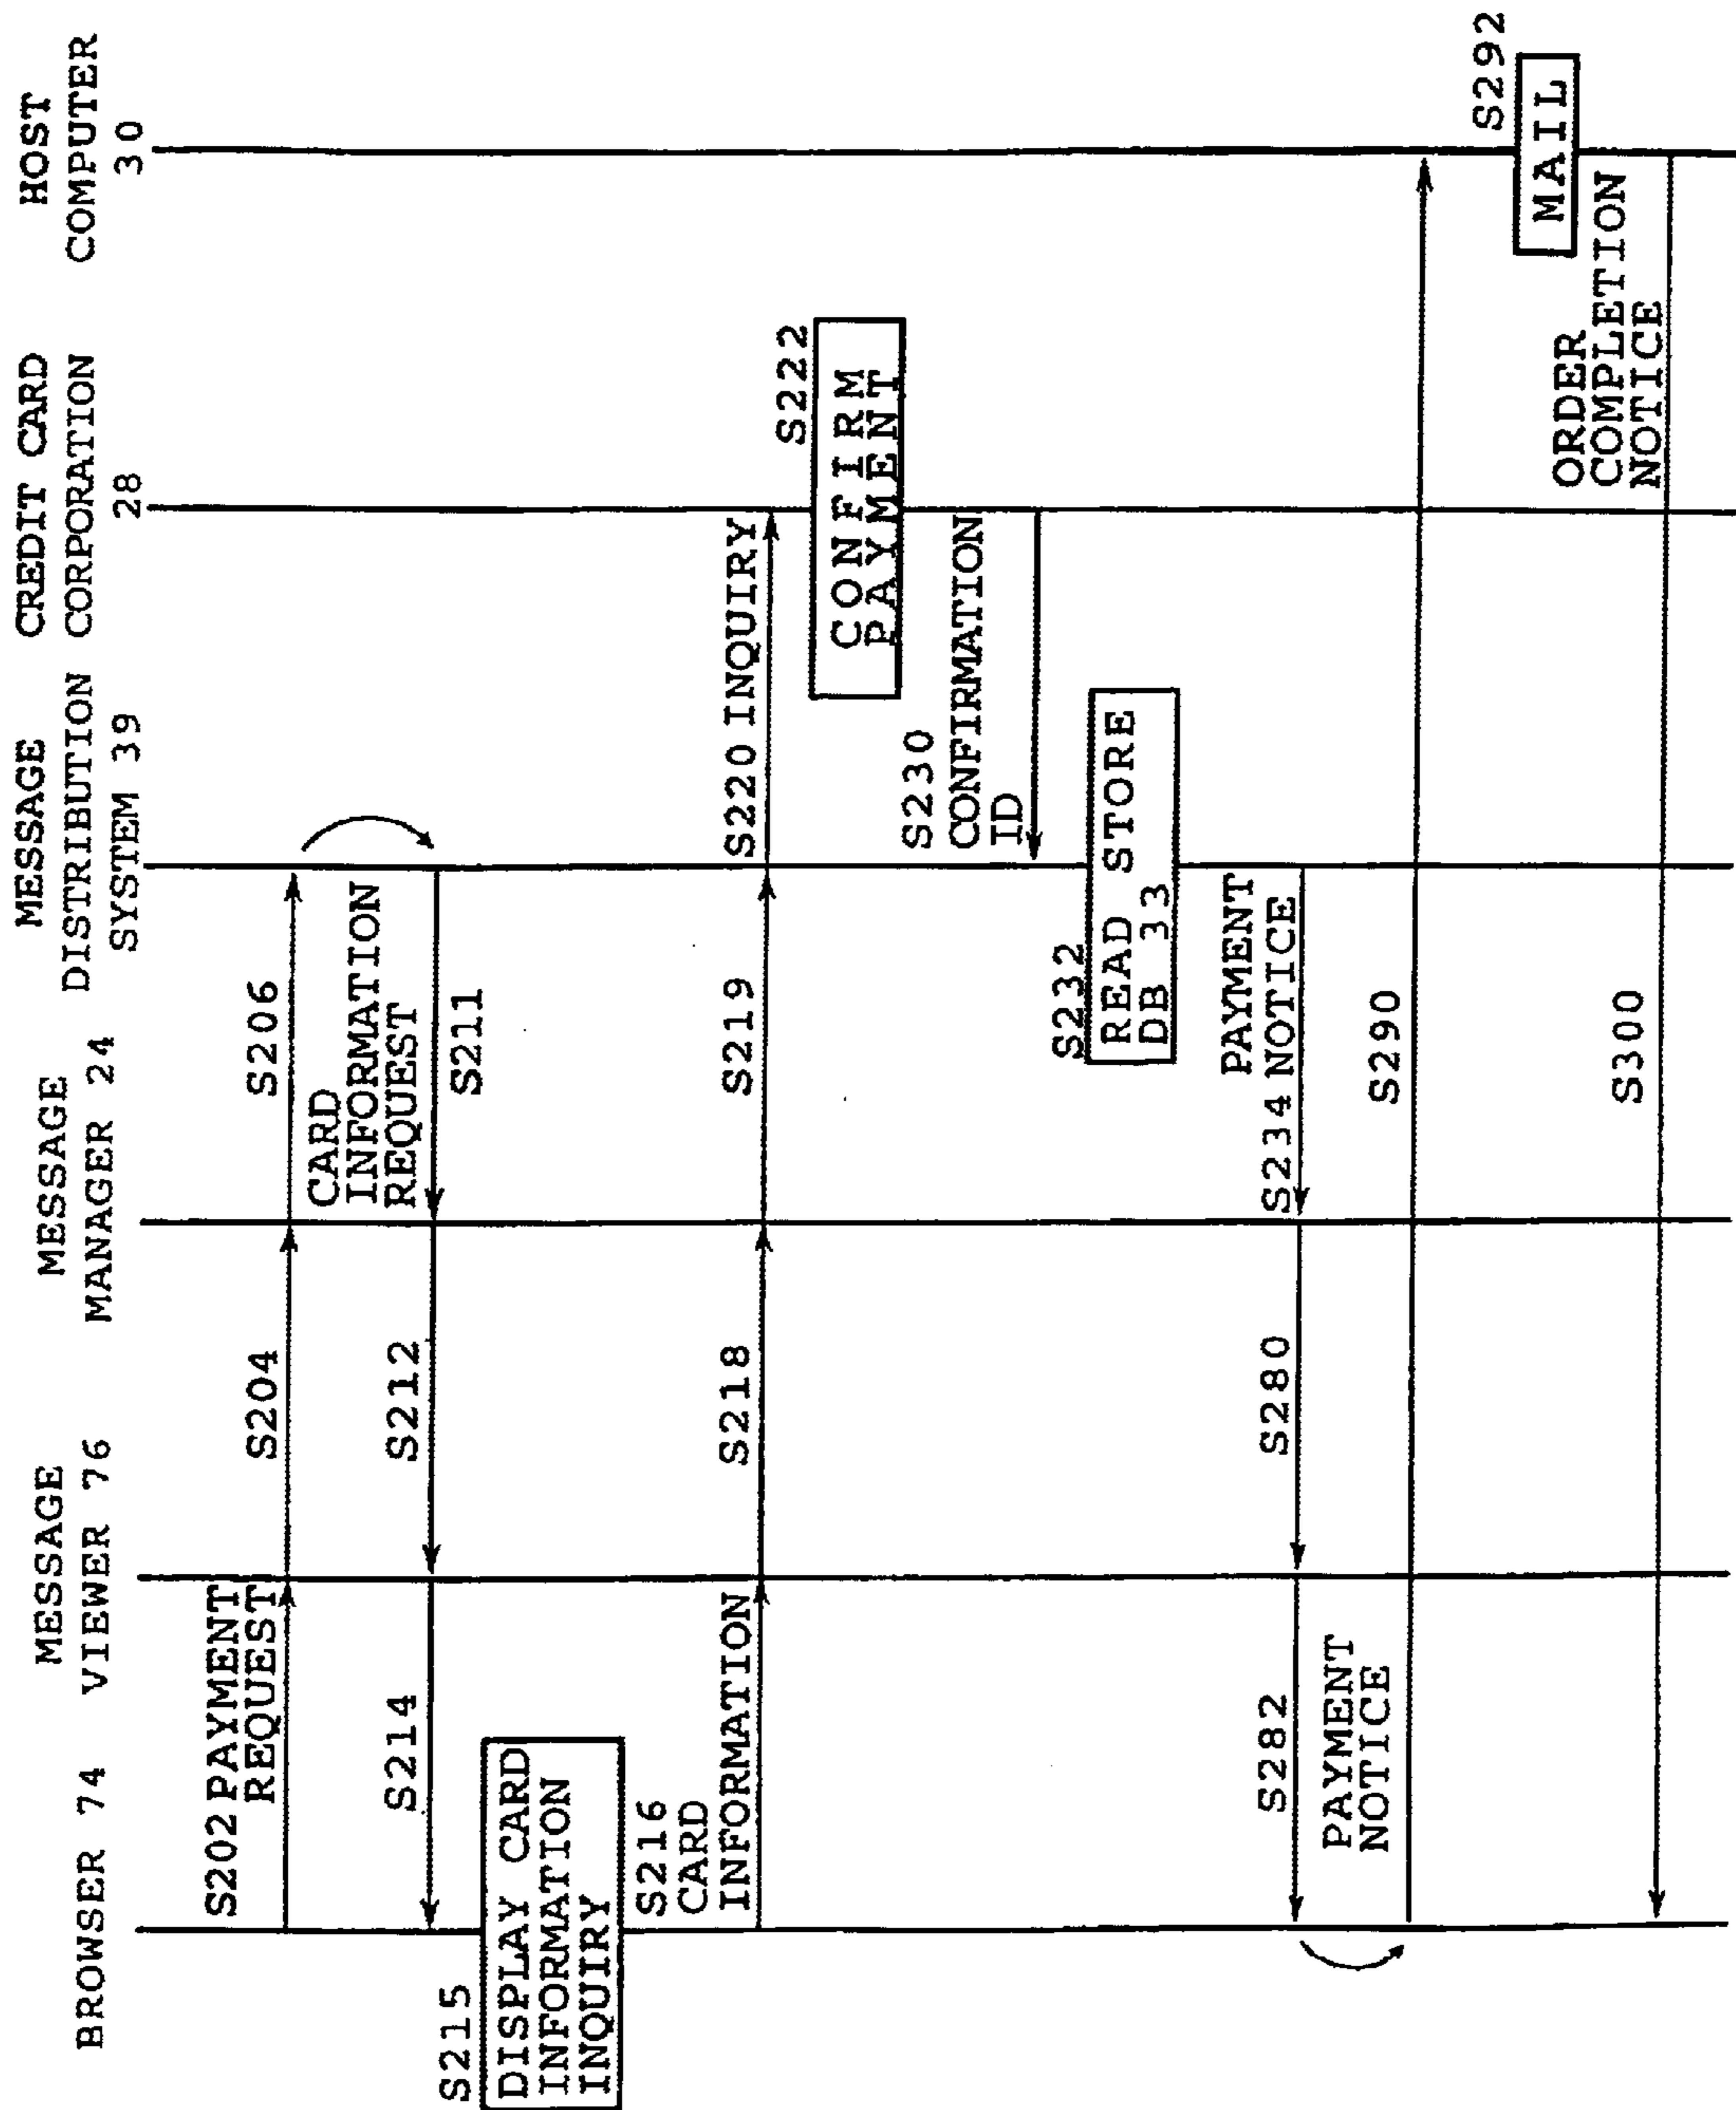 BROWSER 74
MESSAGE
VIEWER 76
MESSAGE
MANAGER 24
MESSAGE
DISTRIBUTION
SYSTEM 39
CREDIT CARD
CORPORATION
28
HOST
COMPUTER
30
S202 PAYMENT
REQUEST
S204
S206
CARD
INFORMATION
REQUEST
S211
S212
S214
S215
DISPLAY CARD
INFORMATION
INQUIRY
S216
CARD
INFORMATION
S218
S219
S220 INQUIRY
S222
CONFIRM
PAYMENT
S230
CONFIRMATION
ID
S232
READ STORE
DB 33
PAYMENT
S234 NOTICE
S280
S282
PAYMENT
NOTICE
S290
S292
MAIL
ORDER
COMPLETION
NOTICE
S300